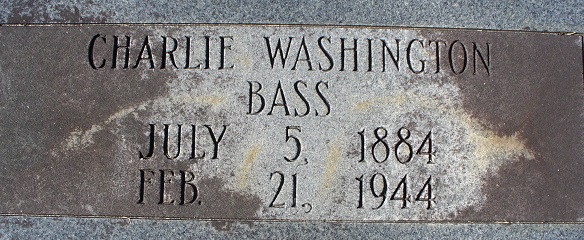 CHARLIE WASHINGTON
BASS
JULY 5, 1884
FEB. 21, 1944